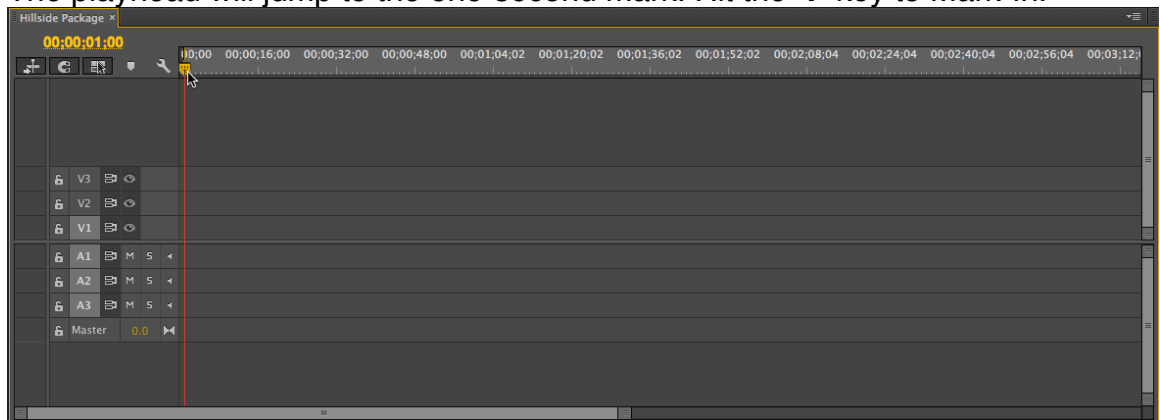 The playhead will jump to the one-second mark. Hit the 'I' key to Mark In.
Hillside Package ×
00;00;01;00
00;00 00;00;16;00 00;00;32;00 00;00;48;00 00;01;04;02 00;01;20;02 00;01;36;02 00;01;52;02 00;02;08;04 00;02;24;04 00;02;40;04 00;02;56;04 00;03;12;
V3
V2
V1
A1 M S
A2 M S
A3 M S
Master 0.0